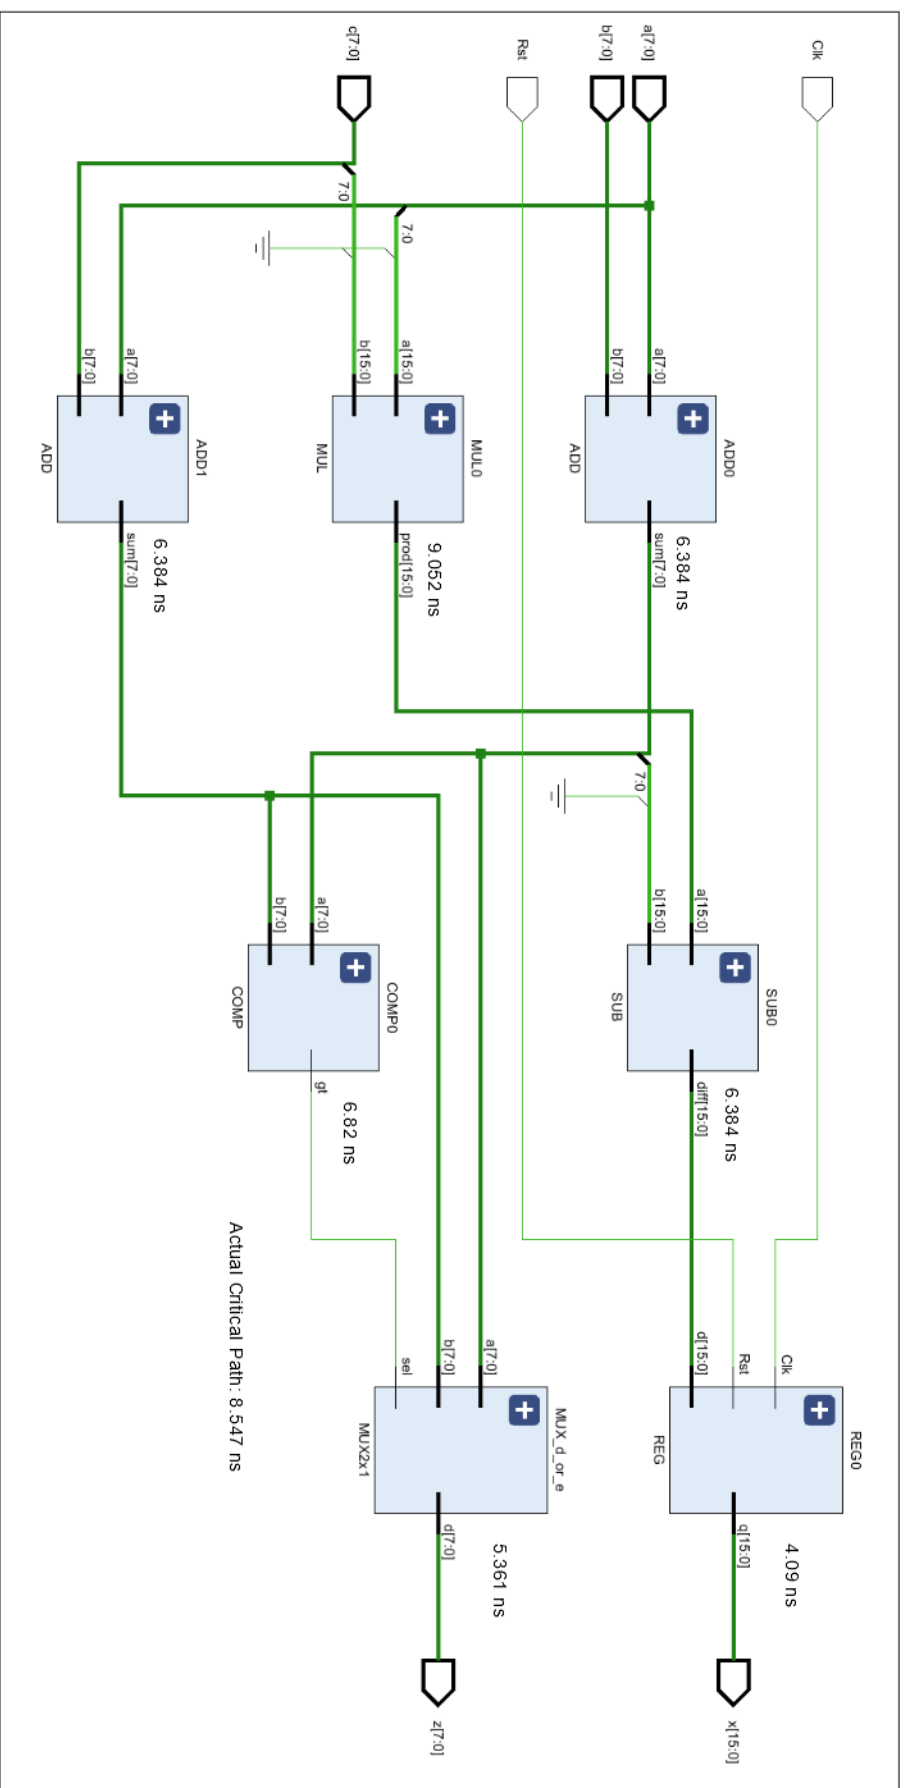 Clk
Rst
a[7:0]
b[7:0]
c[7:0]
7:0
7:0
a[7:0]
b[7:0]
ADD0
ADD
sum[7:0]
6.384 ns
a[15:0]
b[15:0]
MUL0
MUL
prod[15:0]
9.052 ns
a[7:0]
b[7:0]
ADD1
ADD
sum[7:0]
6.384 ns
7:0
a[15:0]
b[15:0]
SUB0
SUB
diff[15:0]
6.384 ns
a[7:0]
b[7:0]
COMP0
COMP
gt
6.82 ns
Clk
Rst
d[15:0]
REG0
REG
q[15:0]
4.09 ns
x[15:0]
a[7:0]
b[7:0]
sel
MUX_d_or_e
MUX2x1
d[7:0]
5.361 ns
z[7:0]
Actual Critical Path: 8.547 ns